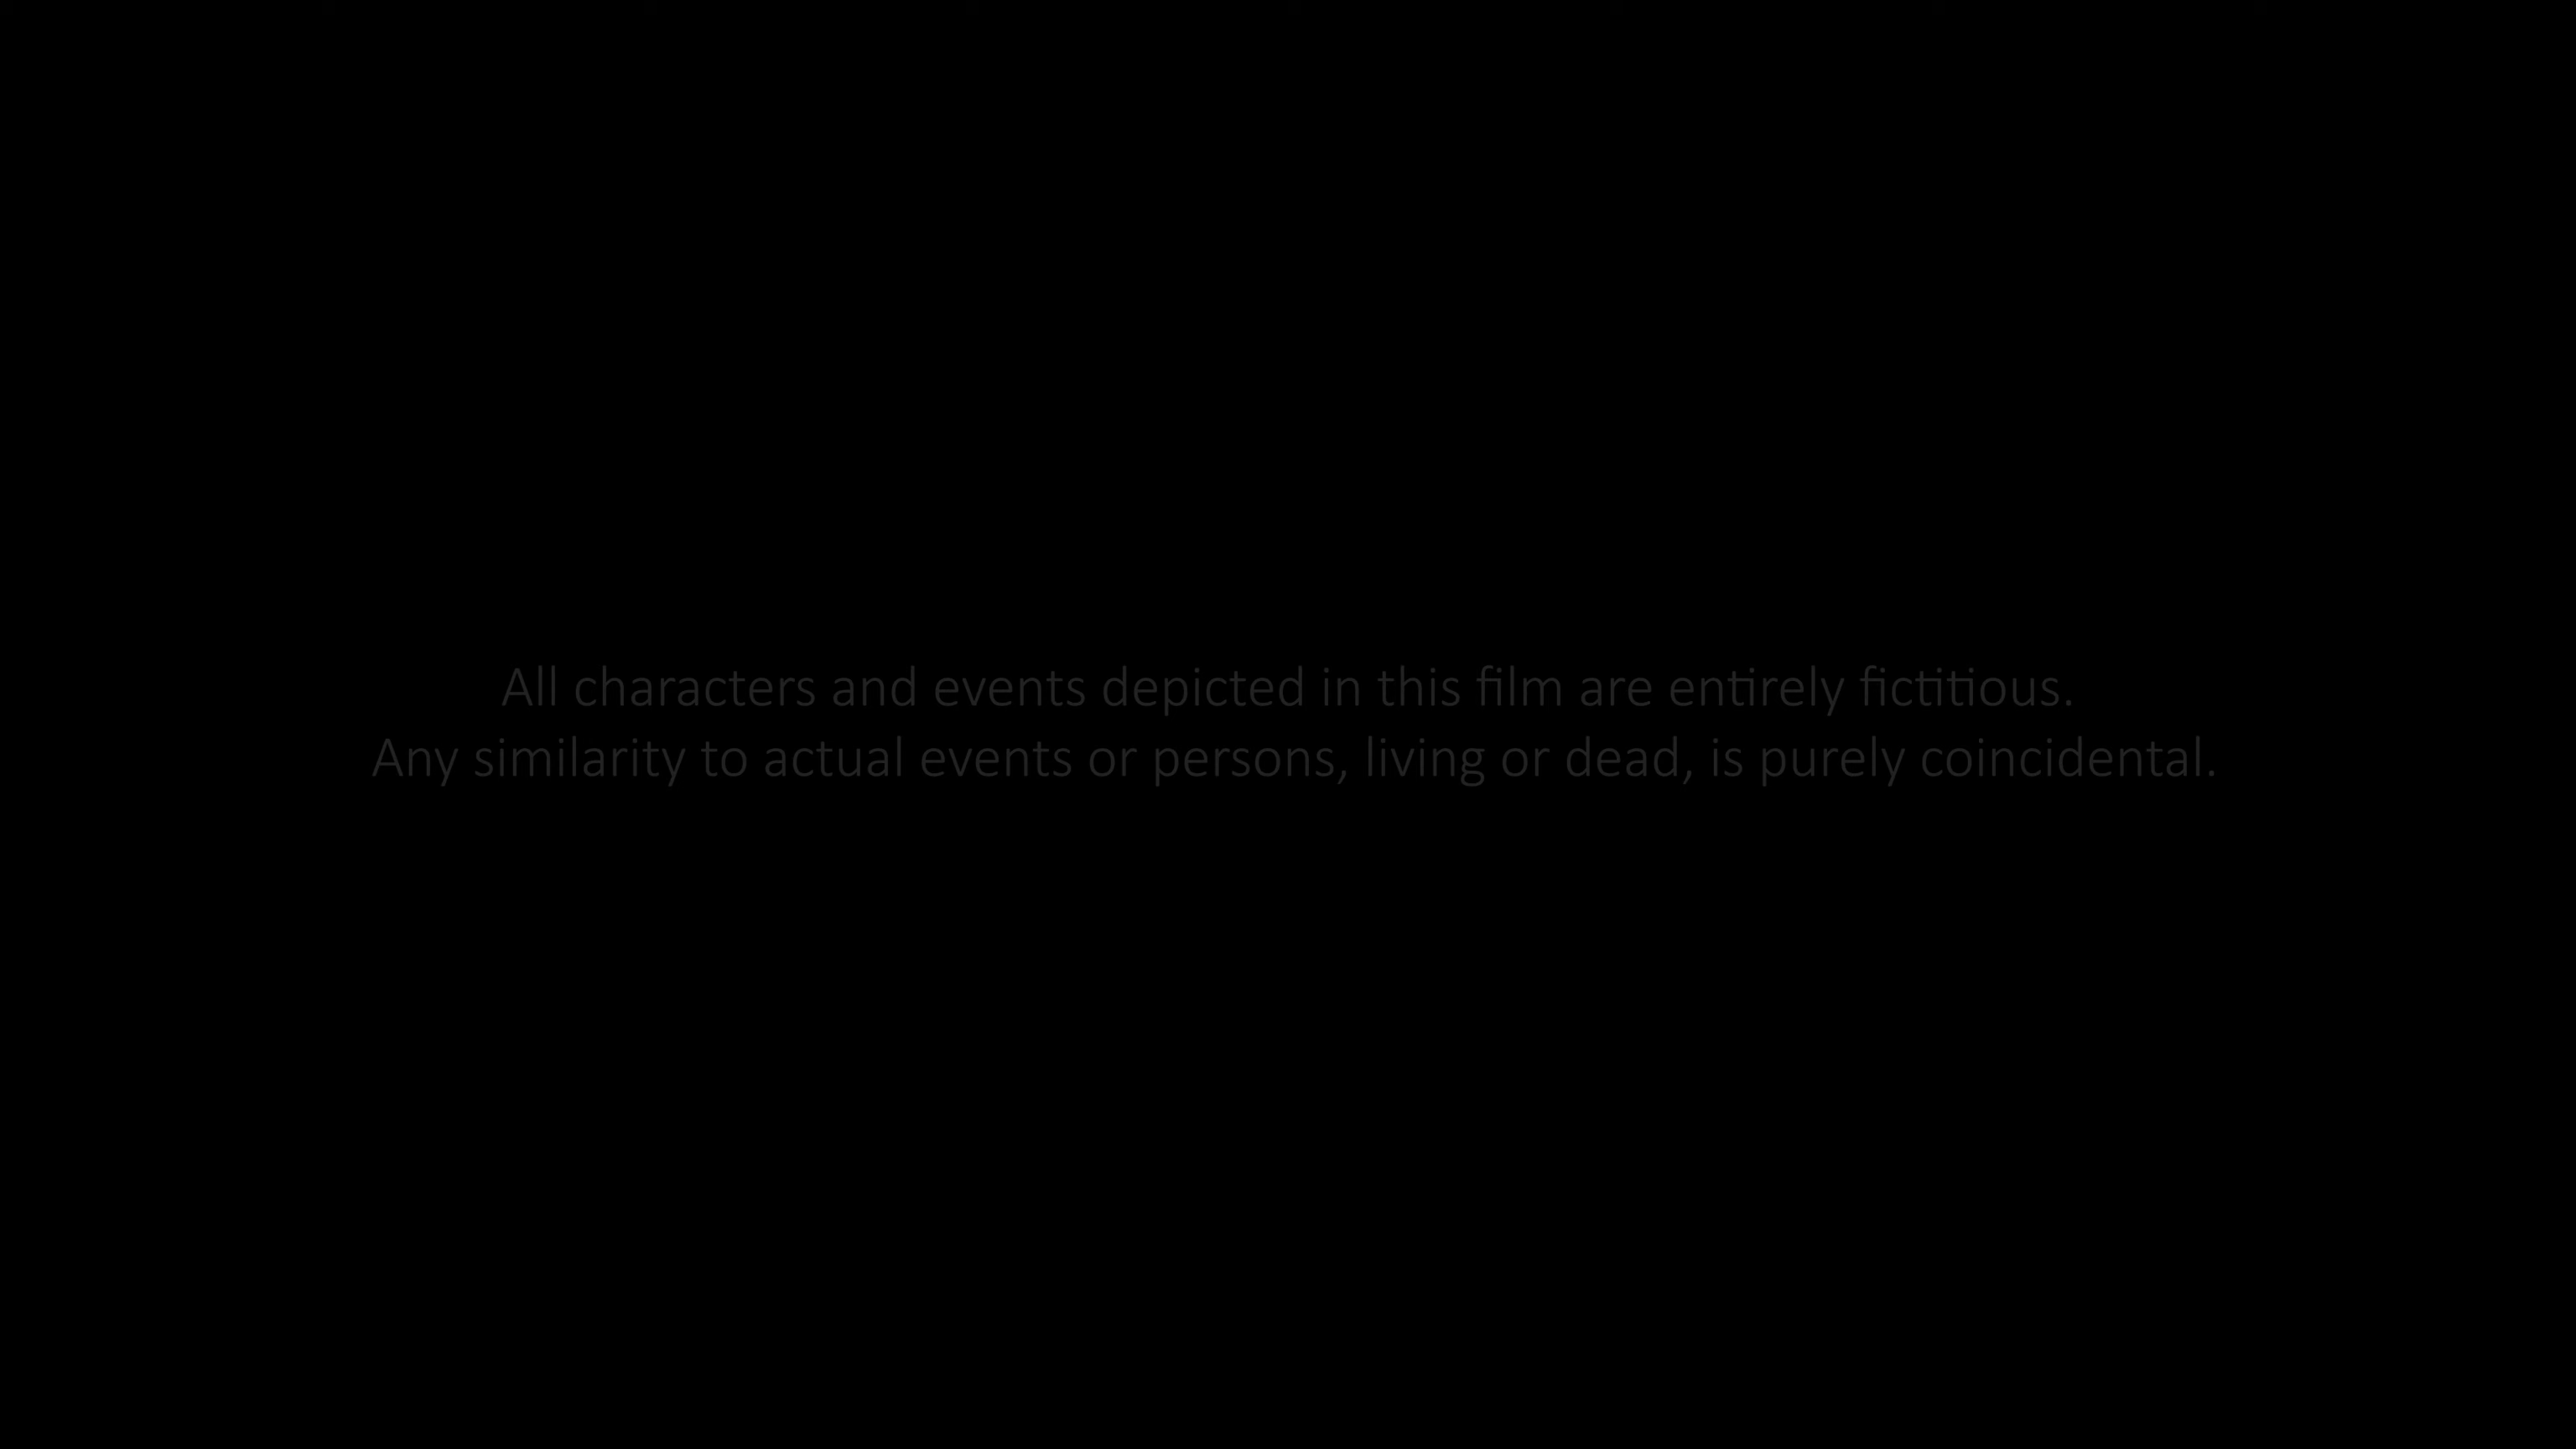 All characters and events depicted in this film are entirely fictitious.
Any similarity to actual events or persons, living or dead, is purely coincidental.